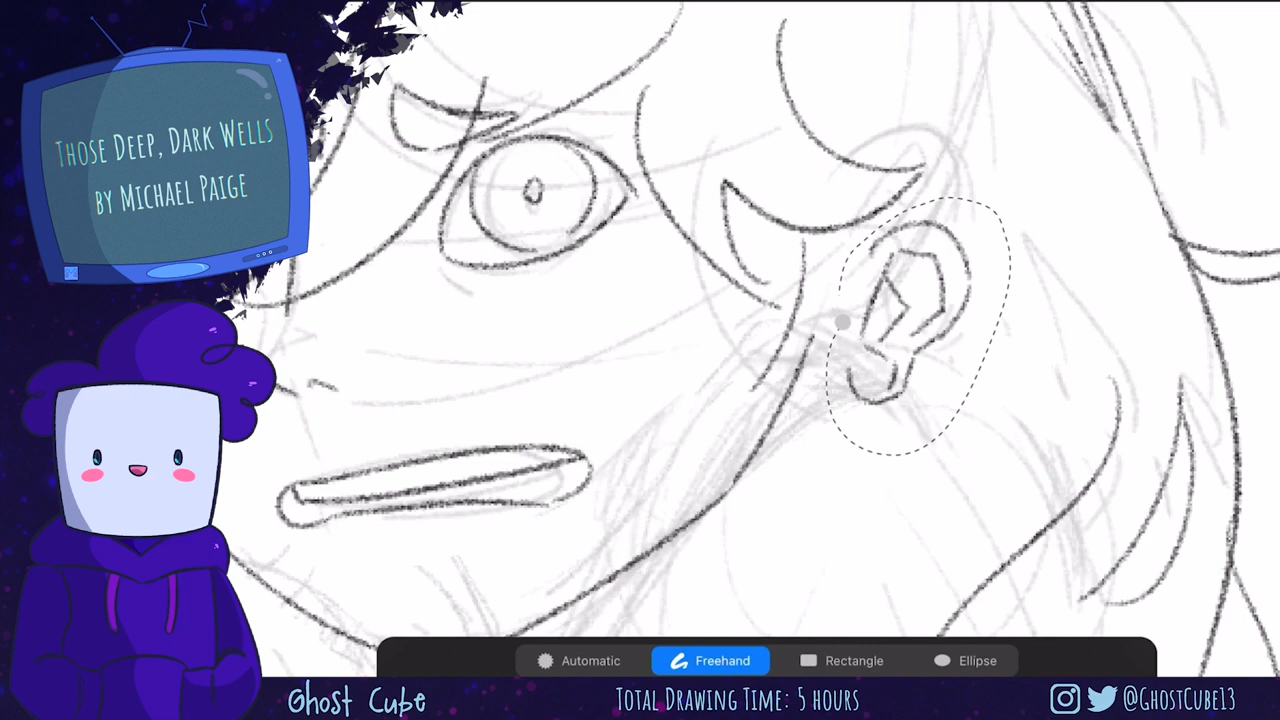 Those Deep, Dark Wells
by Michael Paige
Automatic
Freehand
Rectangle
Ellipse
Ghost Cube
Total Drawing Time: 5 hours
@GhostCube13